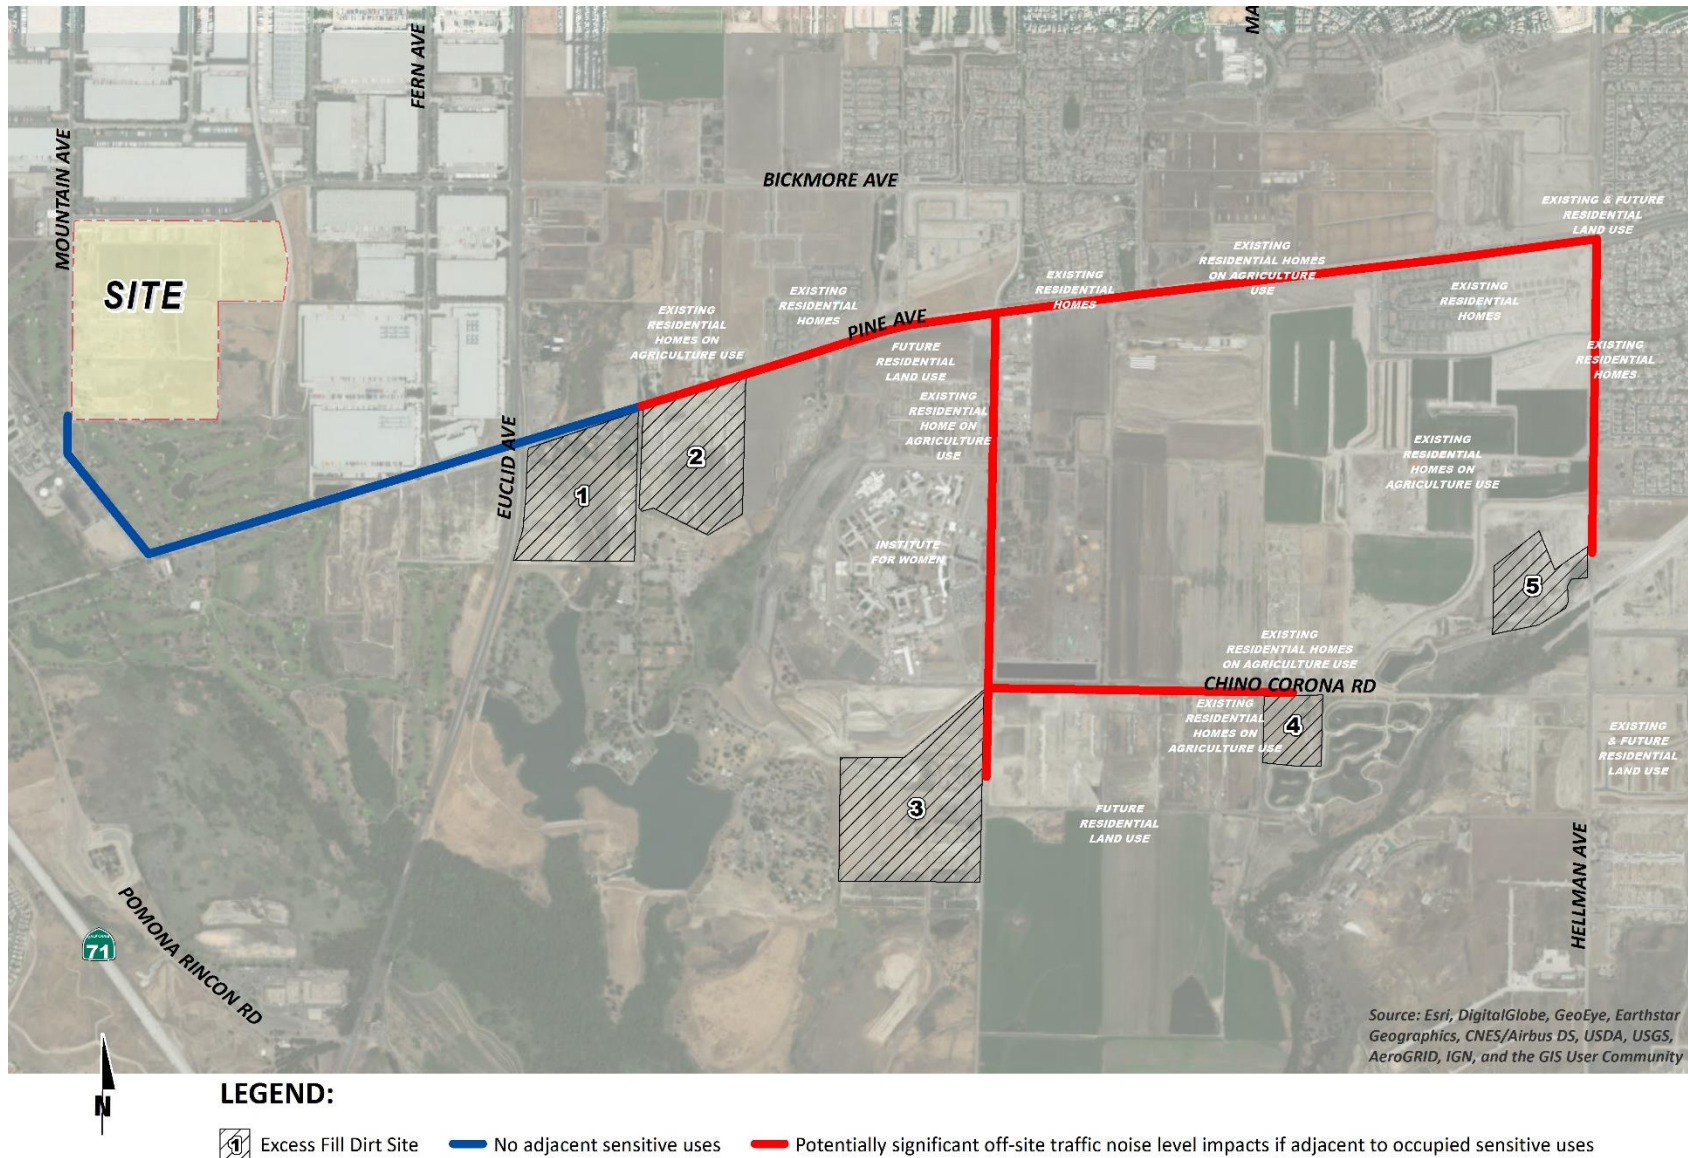 MA
FERN AVE
MOUNTAIN AVE
BICKMORE AVE
EXISTING & FUTURE
RESIDENTIAL
LAND USE
SITE
EXISTING
RESIDENTIAL HOMES
ON AGRICULTURE
USE
EXISTING
RESIDENTIAL
HOMES
EXISTING
RESIDENTIAL
HOMES
EXISTING
RESIDENTIAL
HOMES
EXISTING
RESIDENTIAL
HOMES ON
AGRICULTURE USE
PINE AVE
FUTURE
RESIDENTIAL
LAND USE
EXISTING
RESIDENTIAL
HOMES
EXISTING
RESIDENTIAL
HOME ON
AGRICULTURE
USE
EUCLID AVE
1
2
EXISTING
RESIDENTIAL
HOMES ON
AGRICULTURE USE
INSTITUTE
FOR WOMEN
5
EXISTING
RESIDENTIAL HOMES
ON AGRICULTURE USE
CHINO CORONA RD
EXISTING
RESIDENTIAL
HOMES ON
AGRICULTURE USE
4
EXISTING
& FUTURE
RESIDENTIAL
LAND USE
3
FUTURE
RESIDENTIAL
LAND USE
HELLMAN AVE
POMONA RINCON RD
71
Source: Esri, DigitalGlobe, GeoEye, Earthstar
Geographics, CNES/Airbus DS, USDA, USGS,
AeroGRID, IGN, and the GIS User Community
N
LEGEND:
1 Excess Fill Dirt Site
No adjacent sensitive uses
Potentially significant off-site traffic noise level impacts if adjacent to occupied sensitive uses